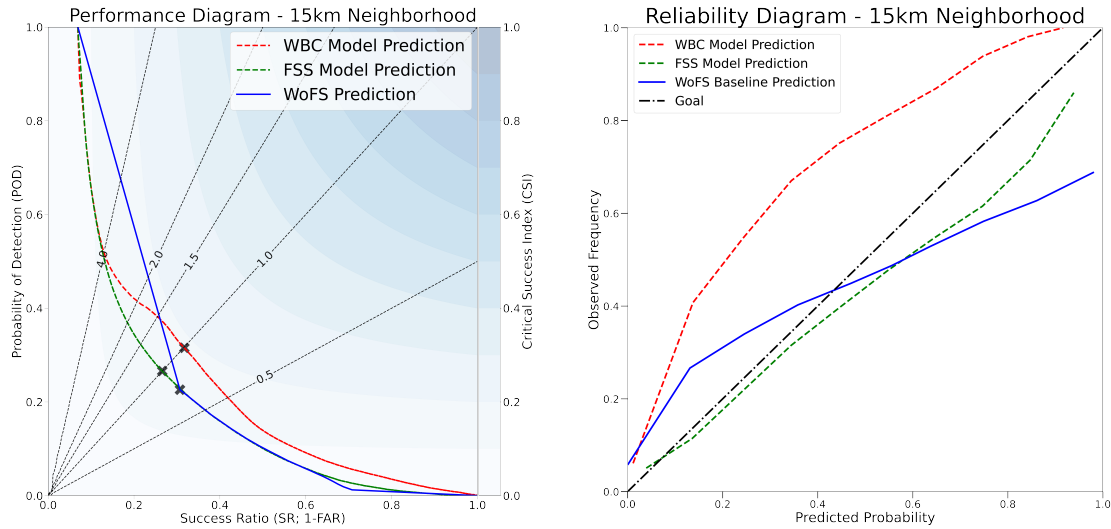 Performance Diagram - 15km Neighborhood
WBC Model Prediction
FSS Model Prediction
WoFS Prediction
Probability of Detection (POD)
1.0
0.8
0.6
0.4
0.2
0.0
4.0
2.0
1.5
1.0
0.5
0.0
0.2
0.4
0.6
0.8
1.0
Success Ratio (SR; 1-FAR)
1.0
0.8
0.6
0.4
0.2
0.0
Critical Success Index (CSI)
Reliability Diagram - 15km Neighborhood
WBC Model Prediction
FSS Model Prediction
WoFS Baseline Prediction
Goal
Observed Frequency
1.0
0.8
0.6
0.4
0.2
0.0
0.0
0.2
0.4
0.6
0.8
1.0
Predicted Probability